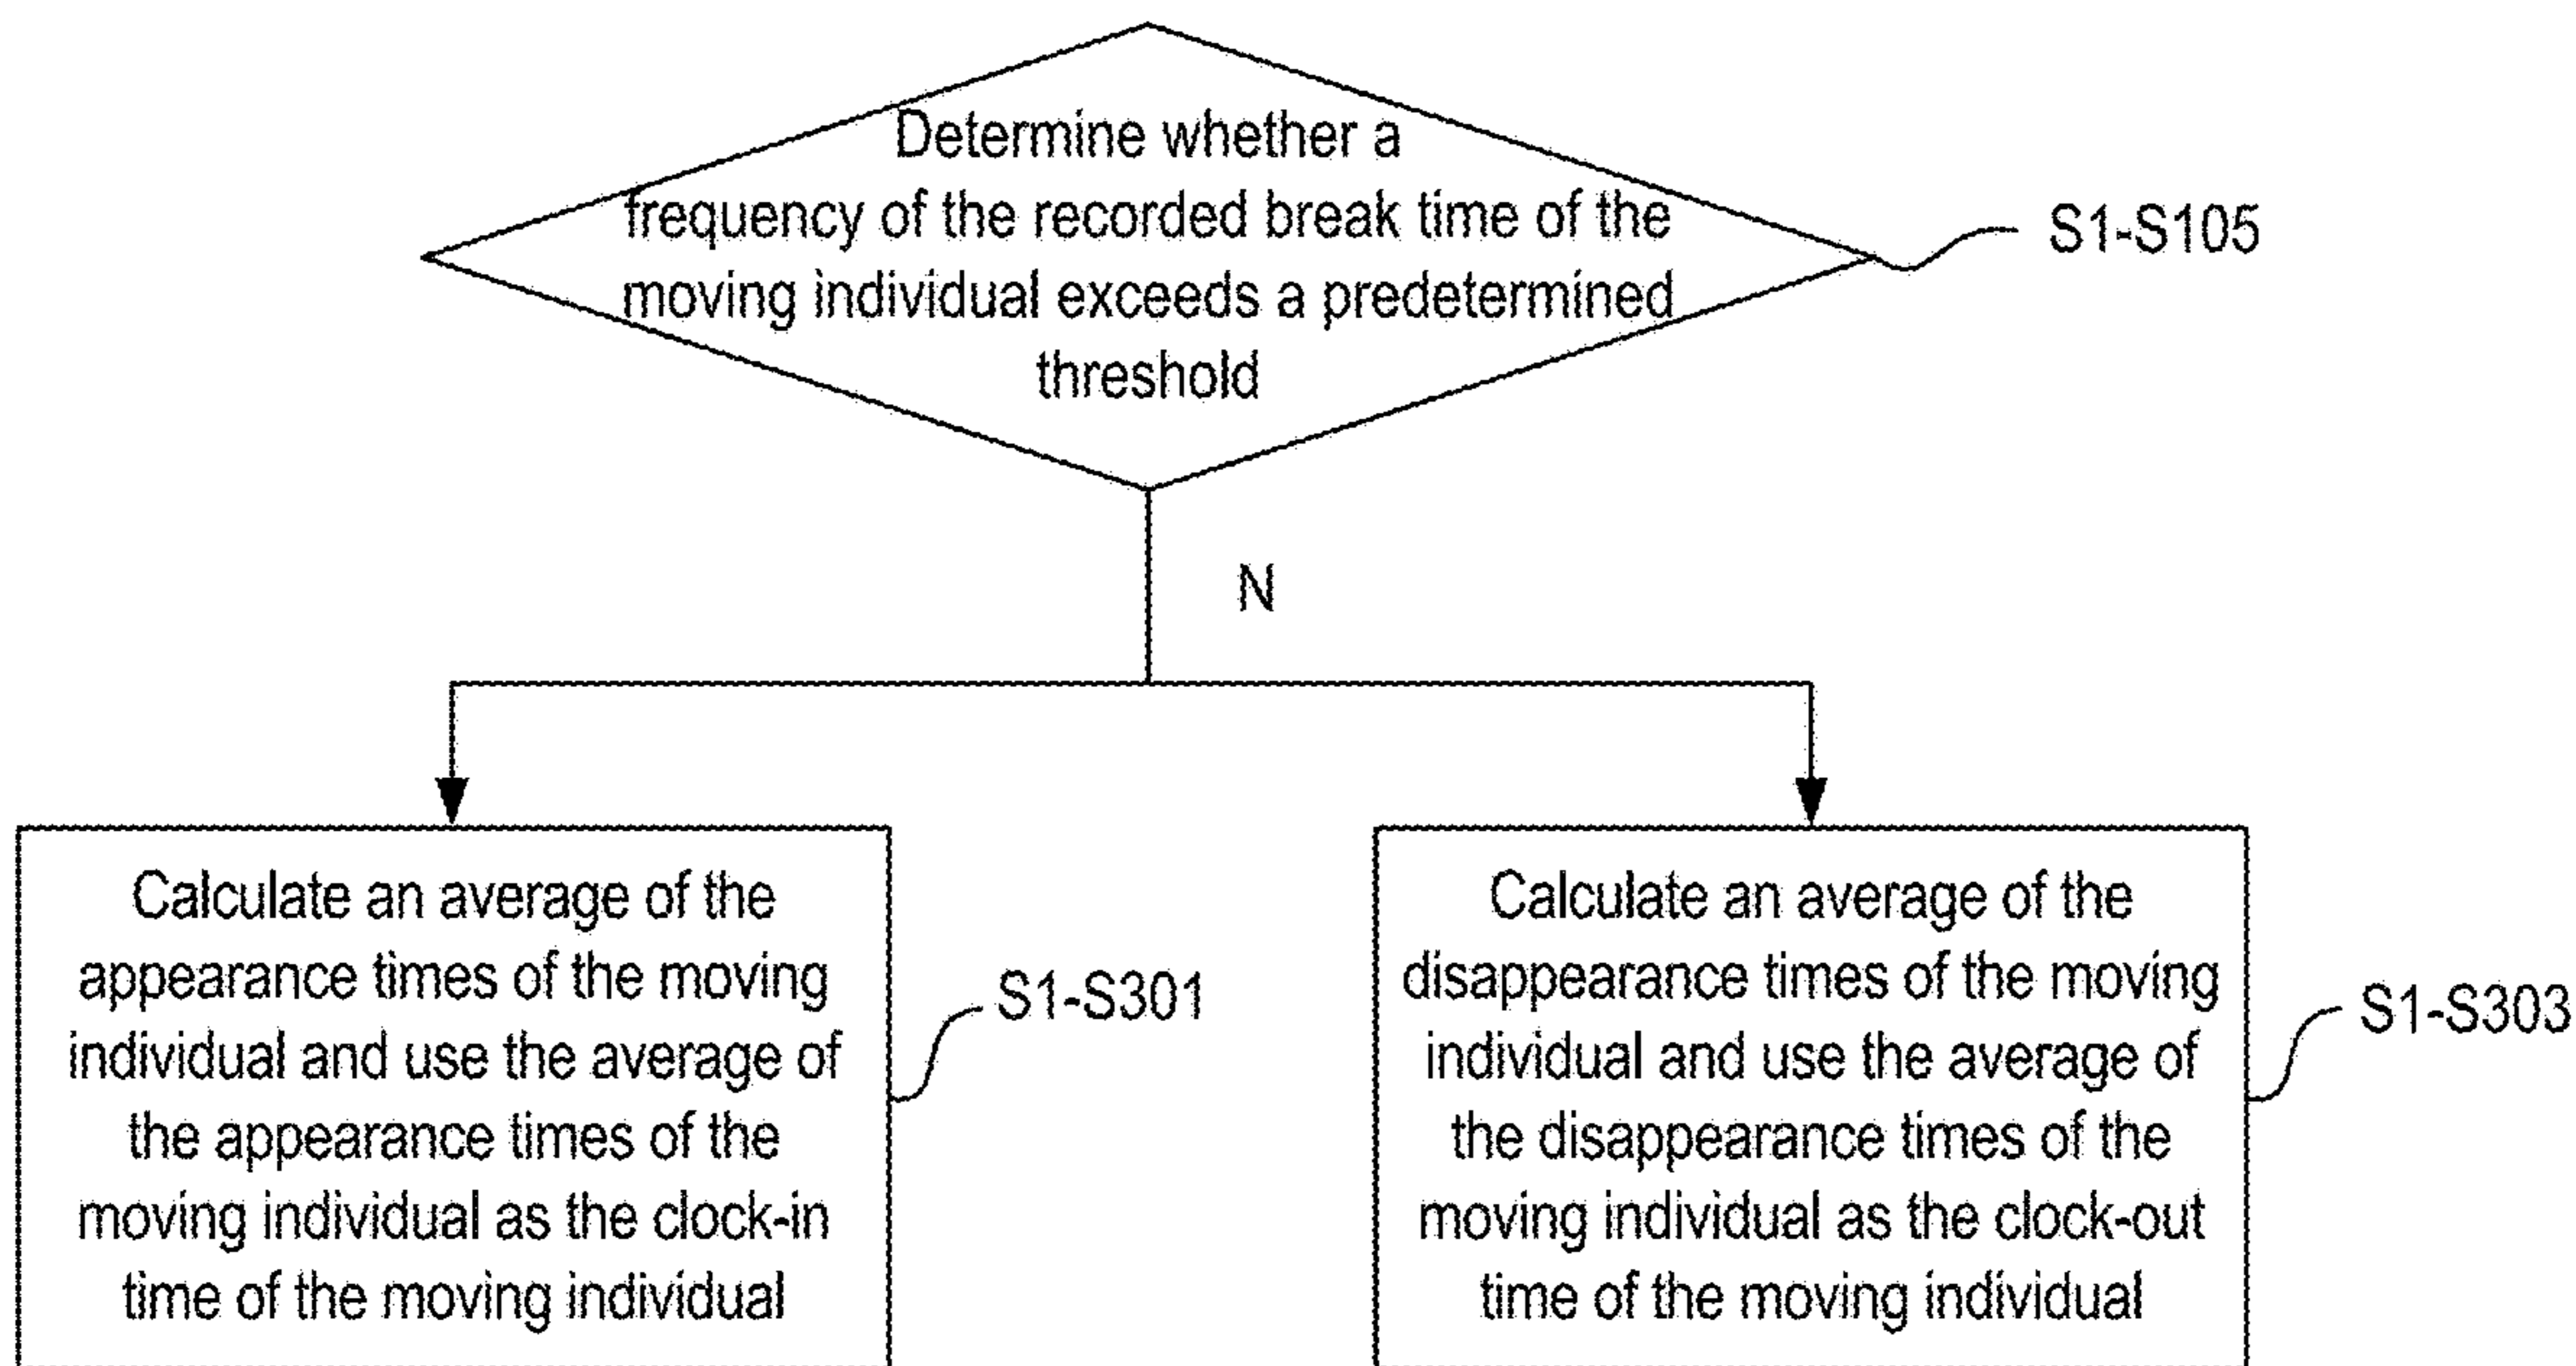 Determine whether a
frequency of the recorded break time of the
moving individual exceeds a predetermined
threshold
S1-S105
N
Calculate an average of the
appearance times of the moving
individual and use the average of
the appearance times of the
moving individual as the clock-in
time of the moving individual
S1-S301
Calculate an average of the
disappearance times of the moving
individual and use the average of
the disappearance times of the
moving individual as the clock-out
time of the moving individual
S1-S303